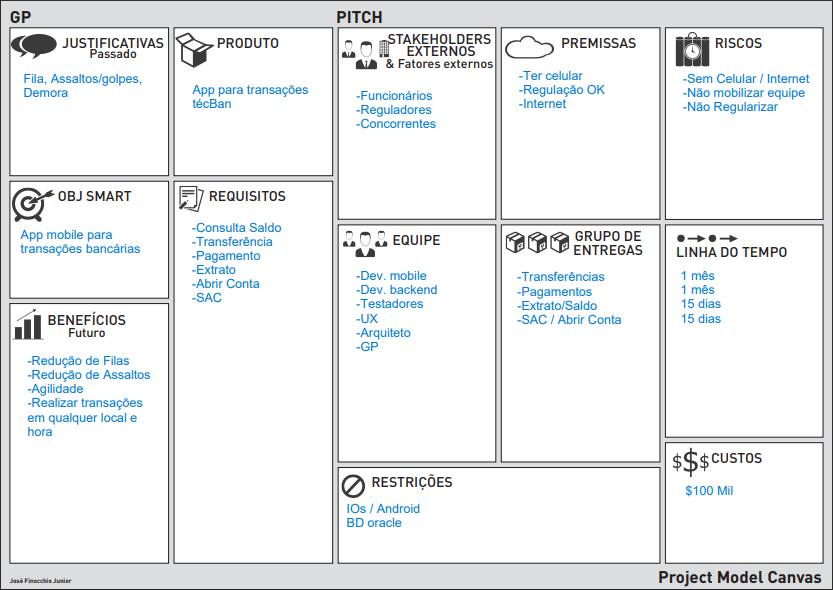 GP
PITCH
JUSTIFICATIVAS
Passado
Fila, Assaltos/golpes,
Demora
PRODUTO
App para transações
técBan
STAKEHOLDERS
EXTERNOS
& Fatores externos
-Funcionários
-Reguladores
-Concorrentes
PREMISSAS
-Ter celular
-Regulação OK
-Internet
RISCOS
-Sem Celular / Internet
-Não mobilizar equipe
-Não Regularizar
OBJ SMART
App mobile para
transações bancárias
REQUISITOS
-Consulta Saldo
-Transferência
-Pagamento
-Extrato
-Abrir Conta
-SAC
EQUIPE
-Dev. mobile
-Dev. backend
-Testadores
-UX
-Arquiteto
-GP
GRUPO DE
ENTREGAS
-Transferências
-Pagamentos
-Extrato/Saldo
-SAC / Abrir Conta
LINHA DO TEMPO
1 mês
1 mês
15 dias
15 dias
BENEFÍCIOS
Futuro
-Redução de Filas
-Redução de Assaltos
-Agilidade
-Realizar transações
em qualquer local e
hora
RESTRIÇÕES
IOs / Android
BD oracle
$$$ CUSTOS
$100 Mil
José Finocchio Junior
Project Model Canvas